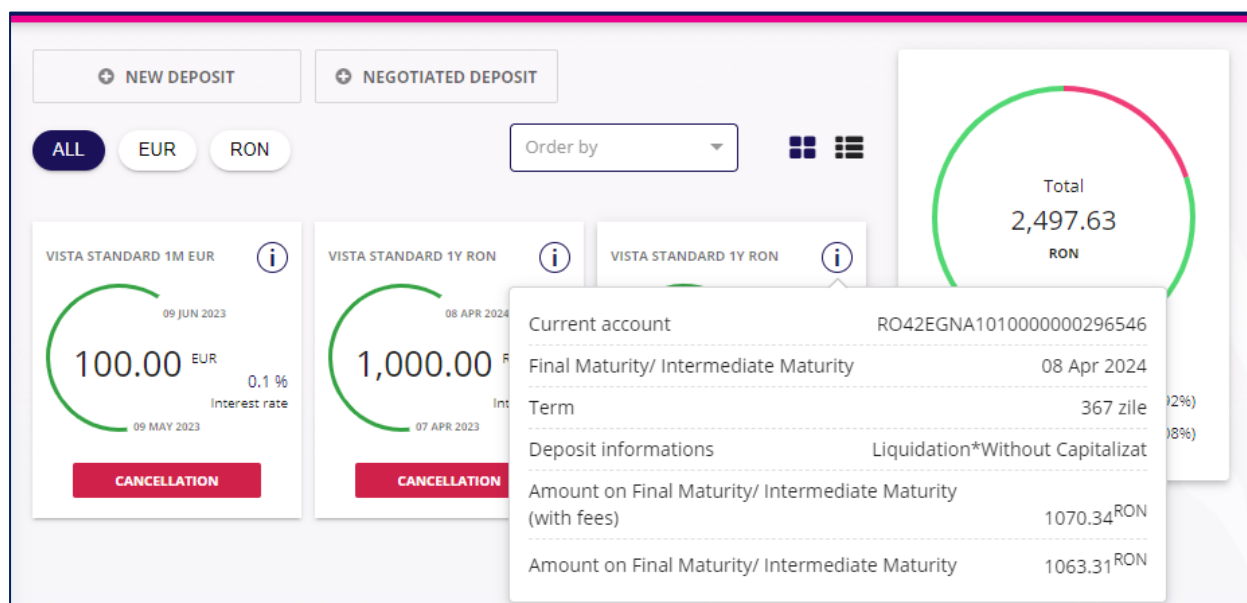 NEW DEPOSIT
NEGOTIATED DEPOSIT
ALL
EUR
RON
Order by
Total
2,497.63
RON
VISTA STANDARD 1M EUR
09 JUN 2023
100.00 EUR
0.1 %
Interest rate
09 MAY 2023
CANCELLATION
VISTA STANDARD 1Y RON
08 APR 2024
1,000.00
07 APR 2023
CANCELLATION
VISTA STANDARD 1Y RON
Current account RO42EGNA1010000000296546
Final Maturity/ Intermediate Maturity 08 Apr 2024
Term 367 zile
Deposit informations Liquidation*Without Capitalizat
Amount on Final Maturity/ Intermediate Maturity
(with fees) 1070.34 RON
Amount on Final Maturity/ Intermediate Maturity 1063.31 RON